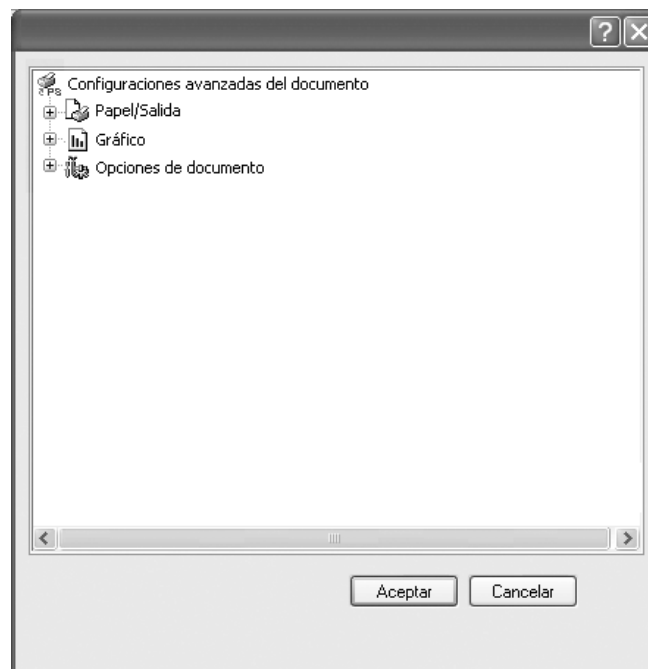 Configuraciones avanzadas del documento
Papel/Salida
Gráfico
Opciones de documento
Aceptar
Cancelar